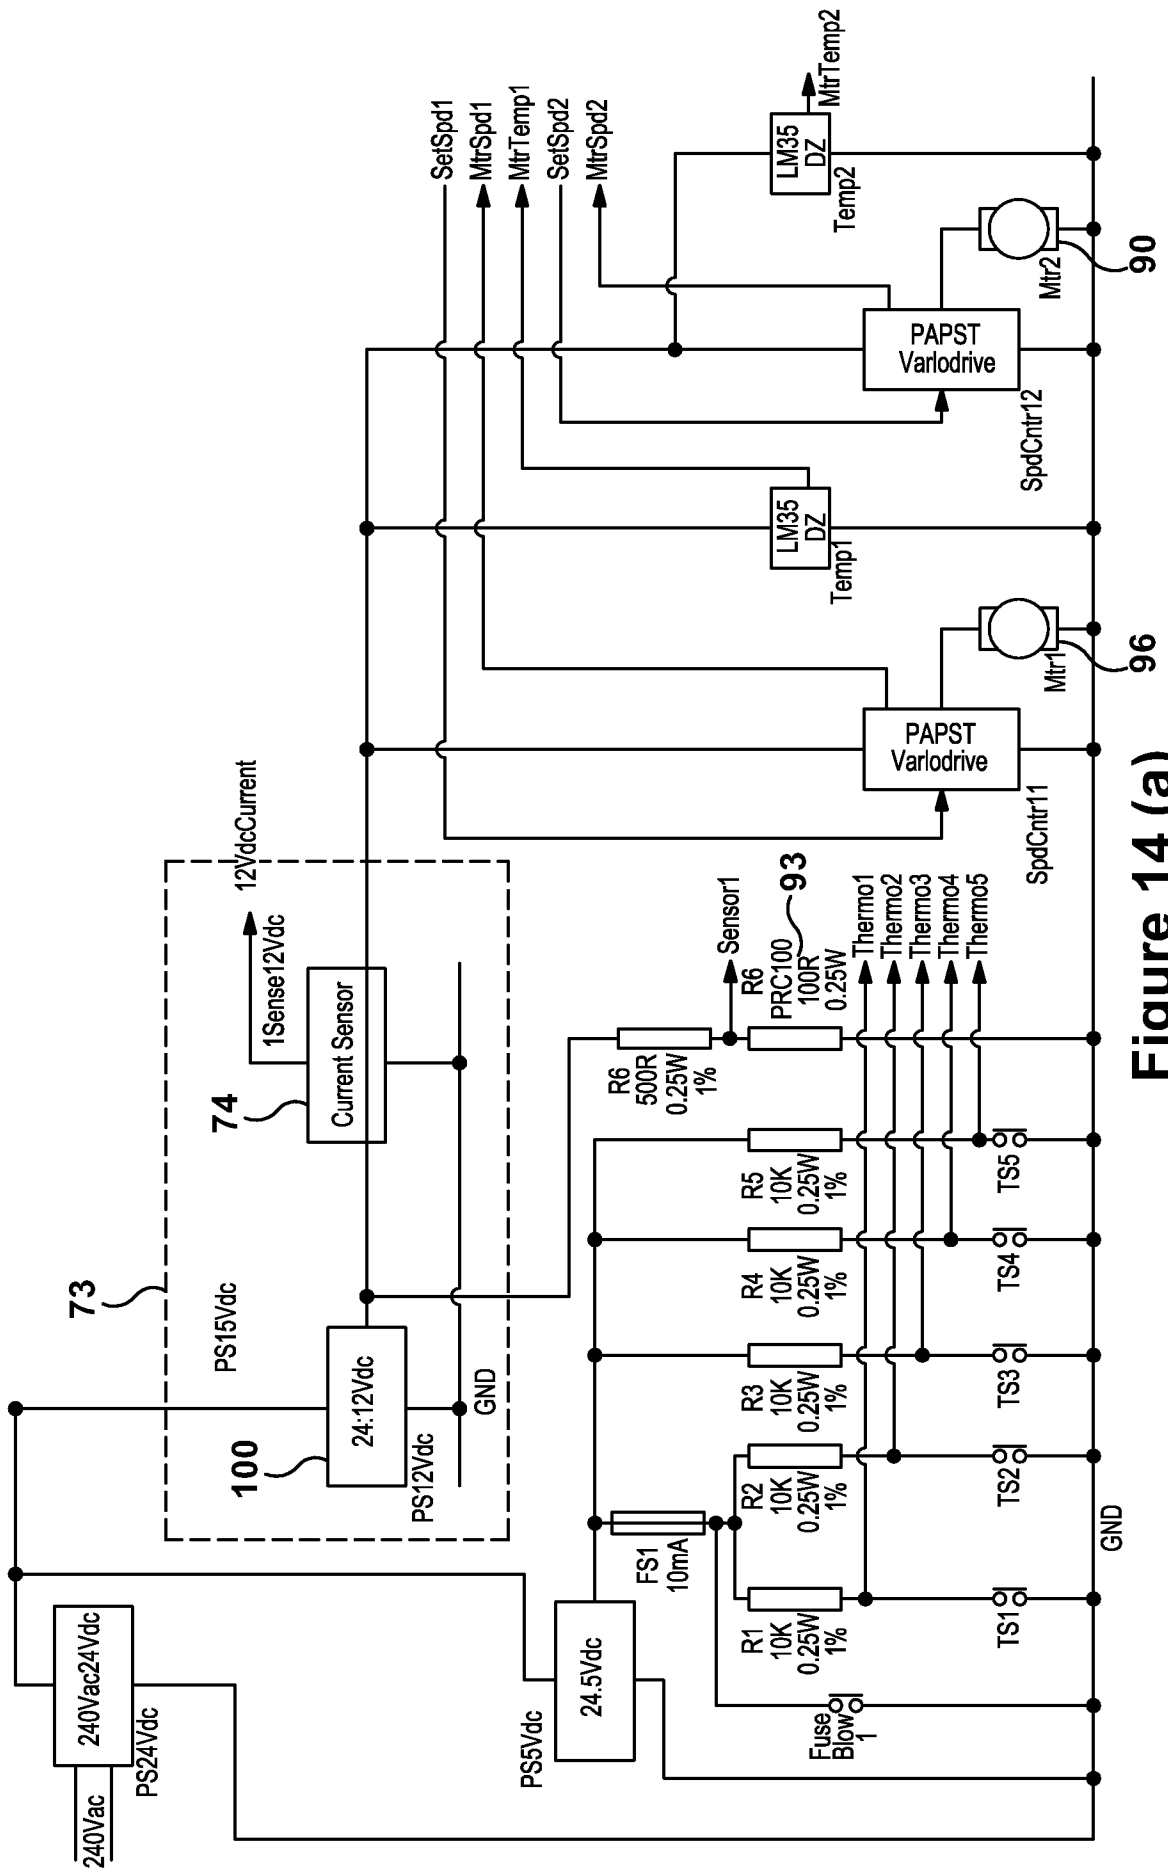 240Vac
240Vac24Vdc
PS24Vdc
73
PS15Vdc
100
24:12Vdc
PS12Vdc
GND
74
Current Sensor
1Sense12Vdc
12VdcCurrent
SetSpd1
MtrSpd1
MtrTemp1
SetSpd2
MtrSpd2
LM35
DZ
Temp2
MtrTemp2
PAPST
Varlodrive
SpdCntr12
Mtr2
90
LM35
DZ
Temp1
PAPST
Varlodrive
SpdCntr11
Mtr1
96
PS5Vdc
24.5Vdc
FS1
10mA
Fuse
Blow
1
R1
10K
0.25W
1%
R2
10K
0.25W
1%
R3
10K
0.25W
1%
R4
10K
0.25W
1%
R5
10K
0.25W
1%
R6
500R
0.25W
1%
Sensor1
R6
PRC100
100R
0.25W
93
Thermo1
Thermo2
Thermo3
Thermo4
Thermo5
TS1
TS2
TS3
TS4
TS5
GND
Figure 14 (a)